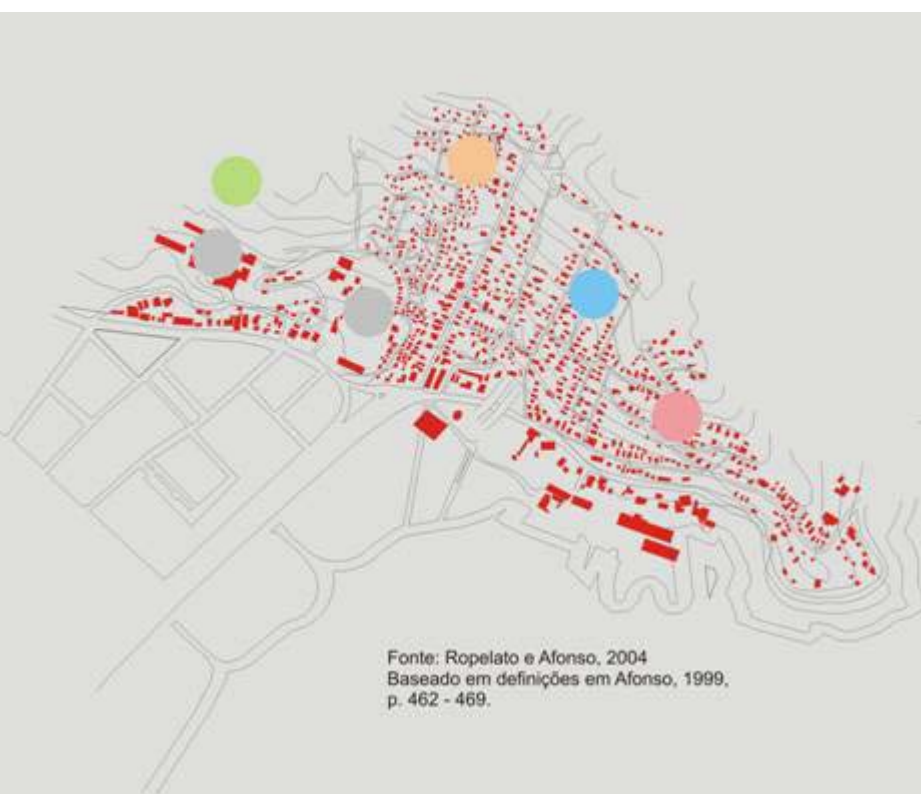 Fonte: Ropelato e Afonso, 2004
Baseado em definições em Afonso, 1999,
p. 462 - 469.